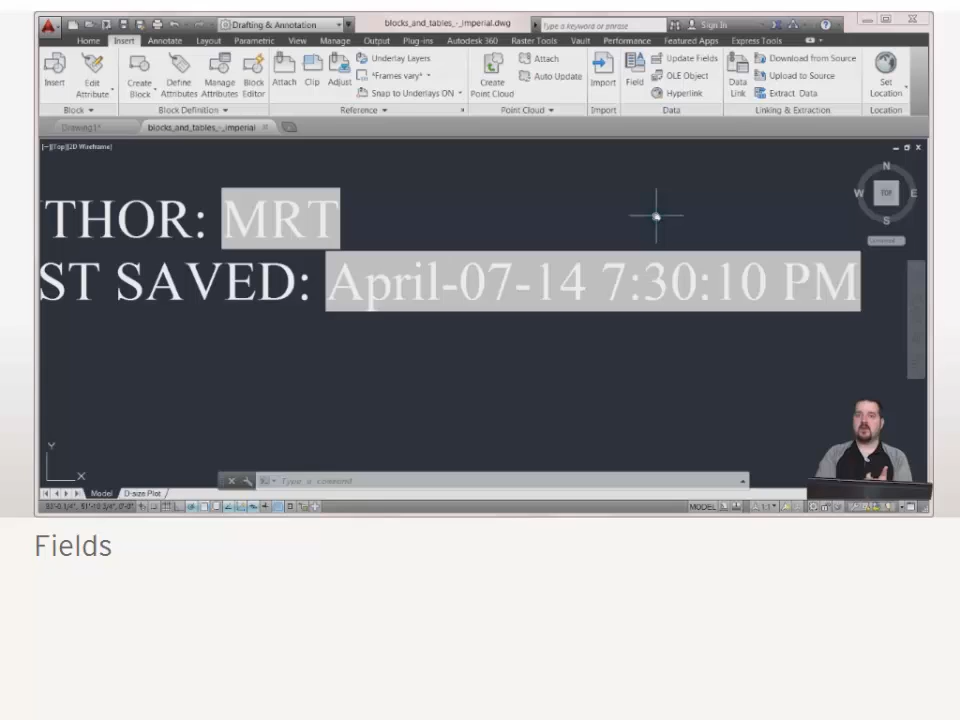 Drafting & Annotation
blocks_and_tables_-_imperial.dwg
Type a keyword or phrase
Sign In
Home Insert Annotate Layout Parametric View Manage Output Plug-ins Autodesk 360 Raster Tools Vault Performance Featured Apps Express Tools
Insert
Edit Attribute
Create Block
Define Attributes
Manage Attributes
Block Editor
Attach
Clip
Adjust
Underlay Layers
*Frames vary*
Snap to Underlays ON
Create Point Cloud
Attach
Auto Update
Import
Field
Update Fields
OLE Object
Hyperlink
Data Link
Download from Source
Upload to Source
Extract Data
Set Location
Block Block Definition Reference Point Cloud Import Data Linking & Extraction Location
Drawing1* blocks_and_tables_-_imperial
[−][Top][2D Wireframe]
N
W TOP E
S
THOR: MRT
ST SAVED: April-07-14 7:30:10 PM
Y
X
Type a command
Model D-size Plot
MODEL
Fields